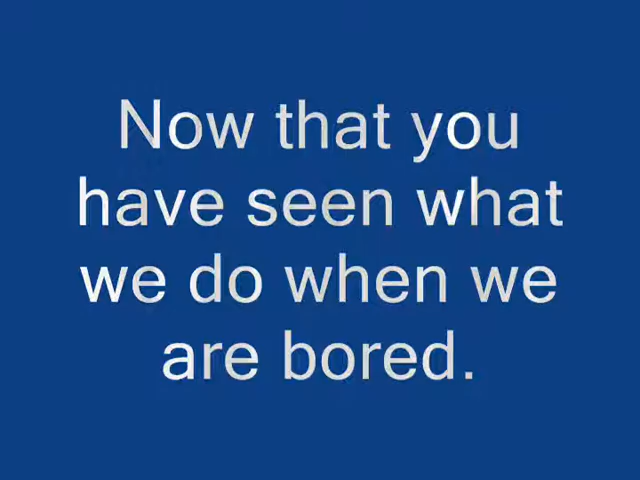 Now that you
have seen what
we do when we
are bored.